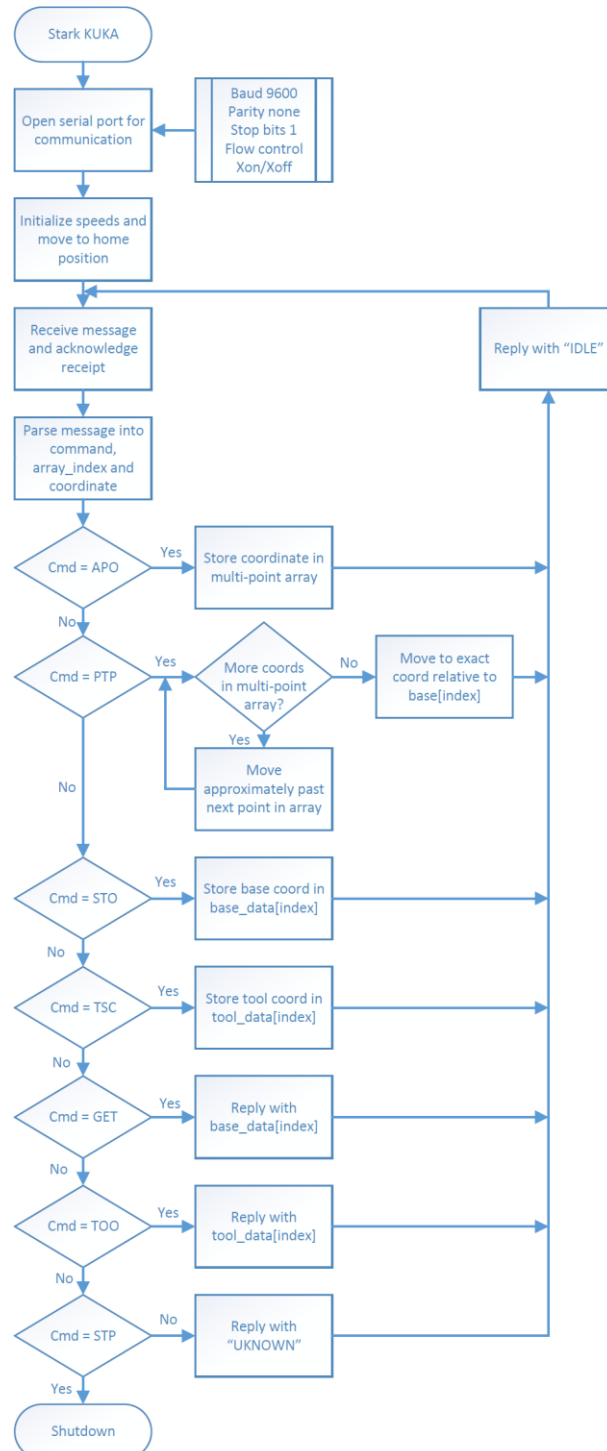 Stark KUKA
Open serial port for
communication
Baud 9600
Parity none
Stop bits 1
Flow control
Xon/Xoff
Initialize speeds and
move to home
position
Receive message
and acknowledge
receipt
Reply with “IDLE”
Parse message into
command,
array_index and
coordinate
Cmd = APO
Yes
Store coordinate in
multi-point array
No
Cmd = PTP
Yes
More coords
in multi-point
array?
No
Move to exact
coord relative to
base[index]
Yes
Move
approximately past
next point in array
No
Cmd = STO
Yes
Store base coord in
base_data[index]
No
Cmd = TSC
Yes
Store tool coord in
tool_data[index]
No
Cmd = GET
Yes
Reply with
base_data[index]
No
Cmd = TOO
Yes
Reply with
tool_data[index]
No
Cmd = STP
No
Reply with
“UKNOWN”
Yes
Shutdown